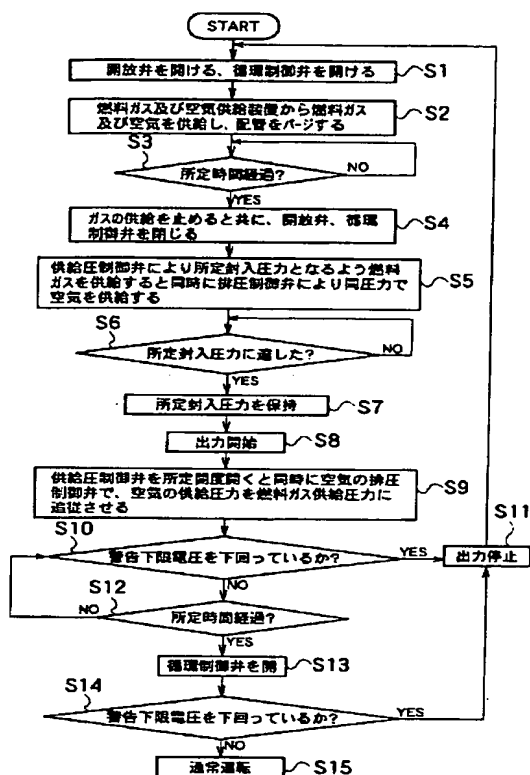 START
開放弁を開ける、循環制御弁を開ける
S1
燃料ガス及び空気供給装置から燃料ガス
及び空気を供給し、配管をパージする
S2
S3
所定時間経過?
NO
YES
ガスの供給を止めると共に、開放弁、循環
制御弁を閉じる
S4
供給圧制御弁により所定封入圧力となるよう燃料
ガスを供給すると同時に排圧制御弁により同圧力で
空気を供給する
S5
S6
所定封入圧力に達した?
NO
YES
所定封入圧力を保持
S7
出力開始
S8
供給圧制御弁を所定開度開くと同時に空気の排圧
制御弁で、空気の供給圧力を燃料ガス供給圧力に
追従させる
S9
S10
警告下限電圧を下回っているか?
YES
S11
出力停止
NO
S12
所定時間経過?
NO
YES
循環制御弁を開
S13
S14
警告下限電圧を下回っているか?
YES
NO
通常運転
S15